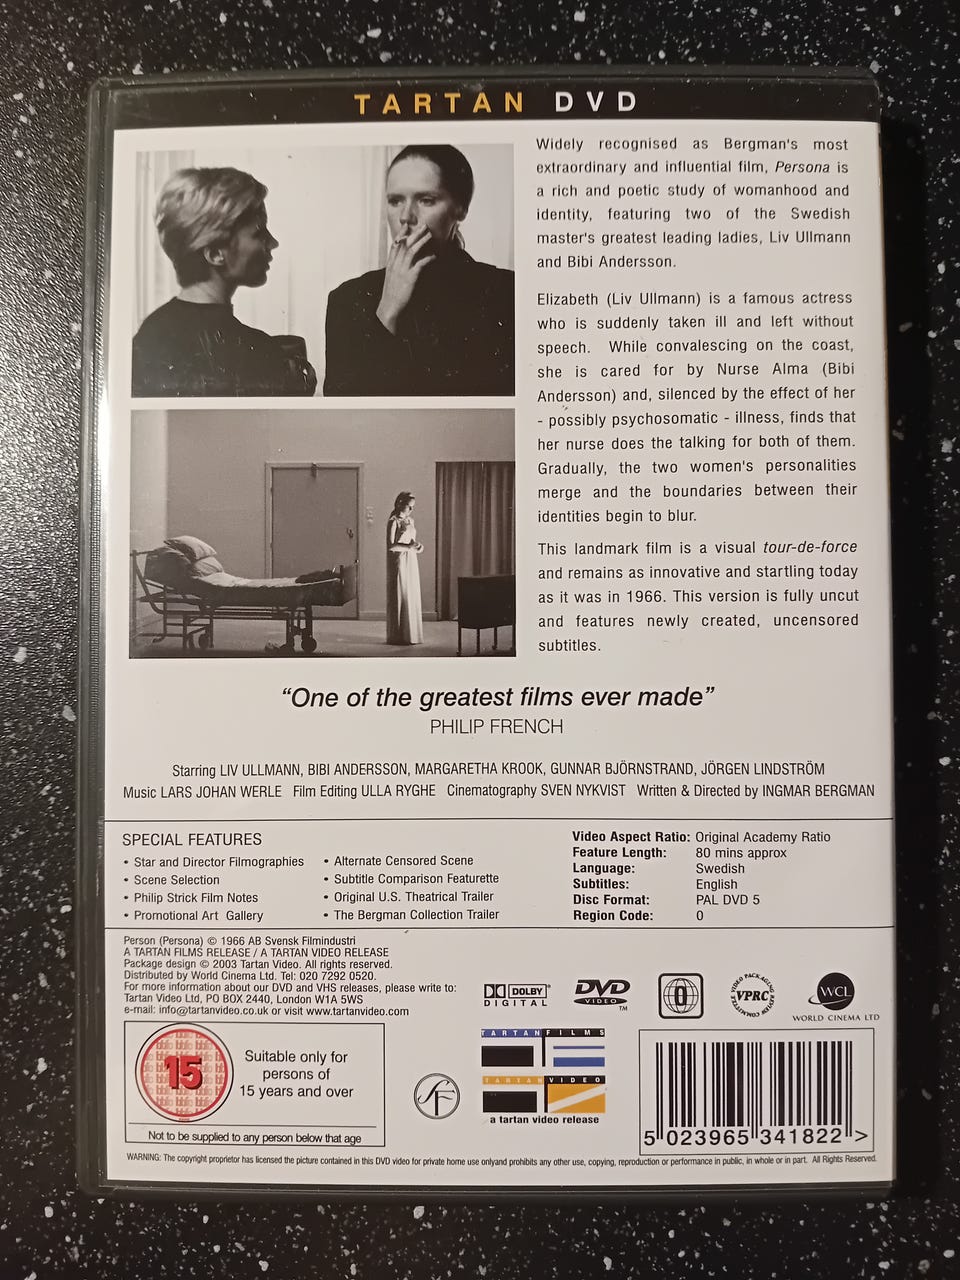 TARTAN DVD
Widely recognised as Bergman's most
extraordinary and influential film, Persona is
a rich and poetic study of womanhood and
identity, featuring two of the Swedish
master's greatest leading ladies, Liv Ullmann
and Bibi Andersson.
Elizabeth (Liv Ullmann) is a famous actress
who is suddenly taken ill and left without
speech. While convalescing on the coast,
she is cared for by Nurse Alma (Bibi
Andersson) and, silenced by the effect of her
- possibly psychosomatic - illness, finds that
her nurse does the talking for both of them.
Gradually, the two women's personalities
merge and the boundaries between their
identities begin to blur.
This landmark film is a visual tour-de-force
and remains as innovative and startling today
as it was in 1966. This version is fully uncut
and features newly created, uncensored
subtitles.
“One of the greatest films ever made”
PHILIP FRENCH
Starring LIV ULLMANN, BIBI ANDERSSON, MARGARETHA KROOK, GUNNAR BJÖRNSTRAND, JÖRGEN LINDSTRÖM
Music LARS JOHAN WERLE Film Editing ULLA RYGHE Cinematography SVEN NYKVIST Written & Directed by INGMAR BERGMAN
SPECIAL FEATURES
• Star and Director Filmographies
• Scene Selection
• Philip Strick Film Notes
• Promotional Art Gallery
• Alternate Censored Scene
• Subtitle Comparison Featurette
• Original U.S. Theatrical Trailer
• The Bergman Collection Trailer
Video Aspect Ratio: Original Academy Ratio
Feature Length: 80 mins approx
Language: Swedish
Subtitles: English
Disc Format: PAL DVD 5
Region Code: 0
Person (Persona) © 1966 AB Svensk Filmindustri
A TARTAN FILMS RELEASE / A TARTAN VIDEO RELEASE
Package design © 2003 Tartan Video. All rights reserved.
Distributed by World Cinema Ltd. Tel: 020 7292 0520.
For more information about our DVD and VHS releases, please write to:
Tartan Video Ltd, PO BOX 2440, London W1A 5WS
e-mail: info@tartanvideo.co.uk or visit www.tartanvideo.com
DOLBY
DIGITAL
DVD
VIDEO
TM
0
VIDEO PACKAGING REVIEW COMMITTEE
VPRC
WCL
WORLD CINEMA LTD
15
bbfc
Suitable only for
persons of
15 years and over
Not to be supplied to any person below that age
SF
TARTAN FILMS
TARTAN VIDEO
a tartan video release
5 023965 341822 >
WARNING: The copyright proprietor has licensed the picture contained in this DVD video for private home use onlyand prohibits any other use, copying, reproduction or performance in public, in whole or in part. All Rights Reserved.